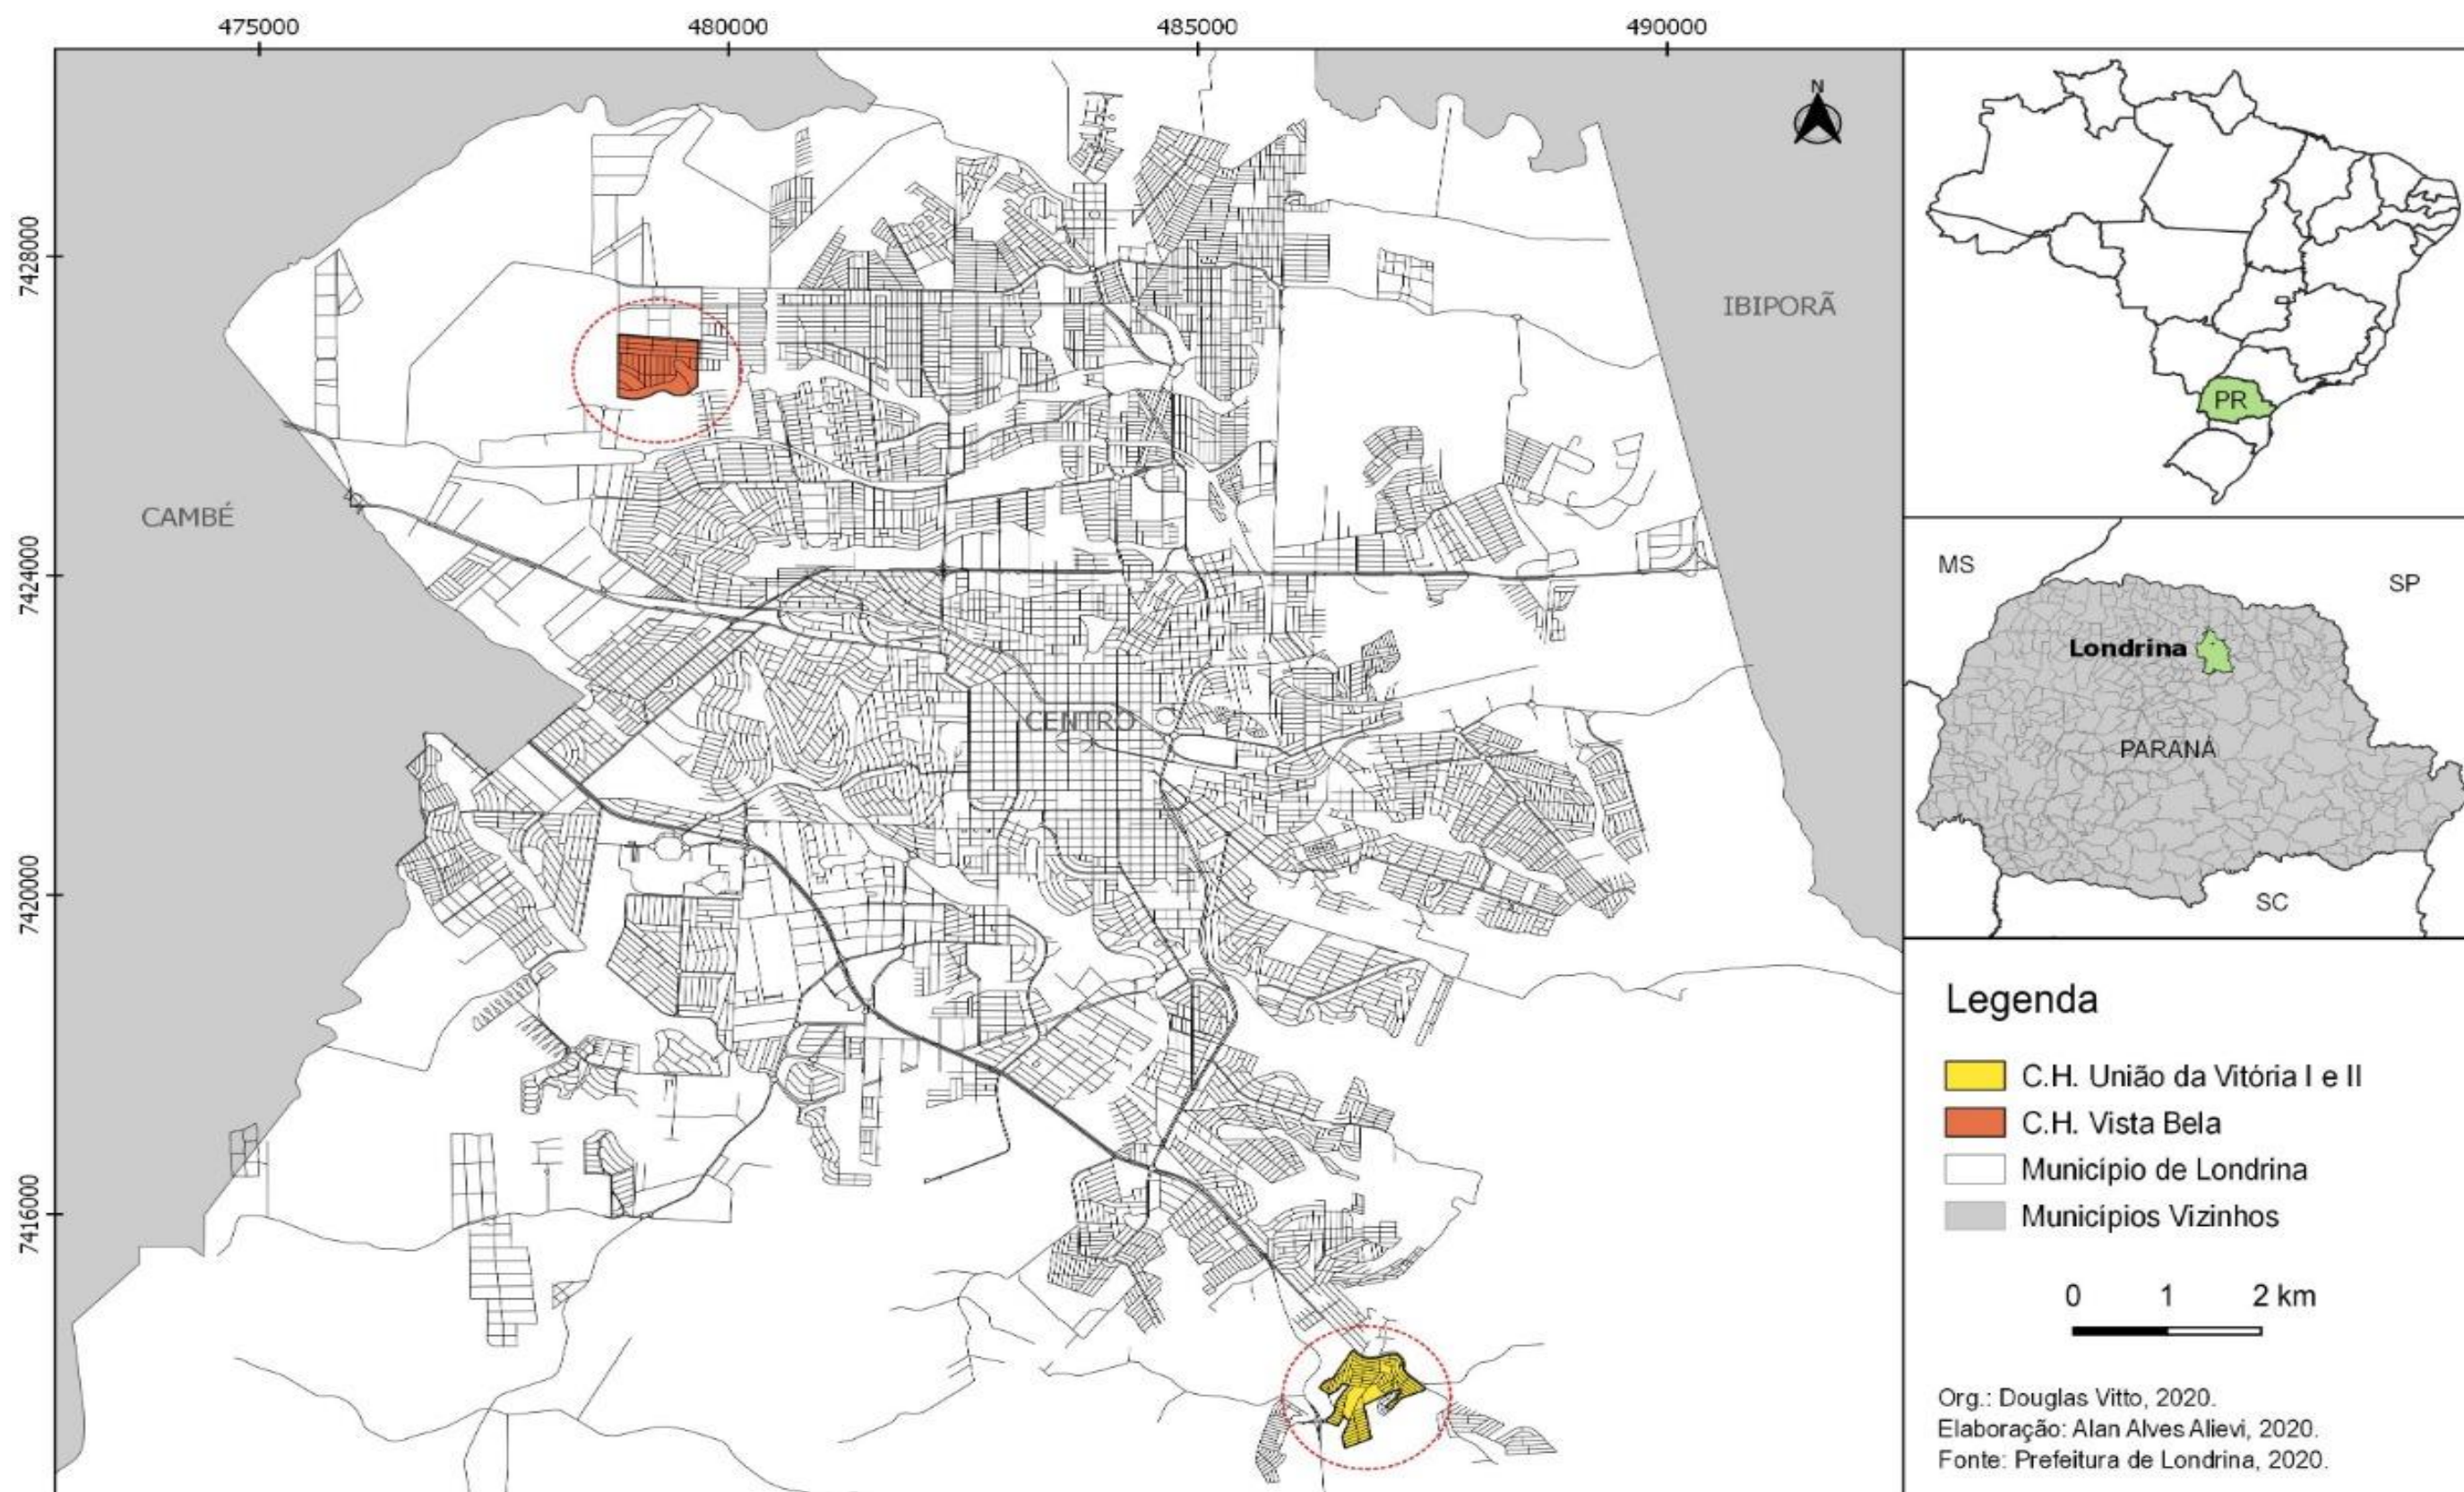 475000
480000
485000
490000
7428000
7424000
7420000
7416000
N
IBIPORÃ
CAMBÉ
CENTRO
PR
MS
SP
Londrina
PARANÁ
SC
Legenda
C.H. União da Vitória I e II
C.H. Vista Bela
Município de Londrina
Municípios Vizinhos
0 1 2 km
Org.: Douglas Vitto, 2020.
Elaboração: Alan Alves Alievi, 2020.
Fonte: Prefeitura de Londrina, 2020.